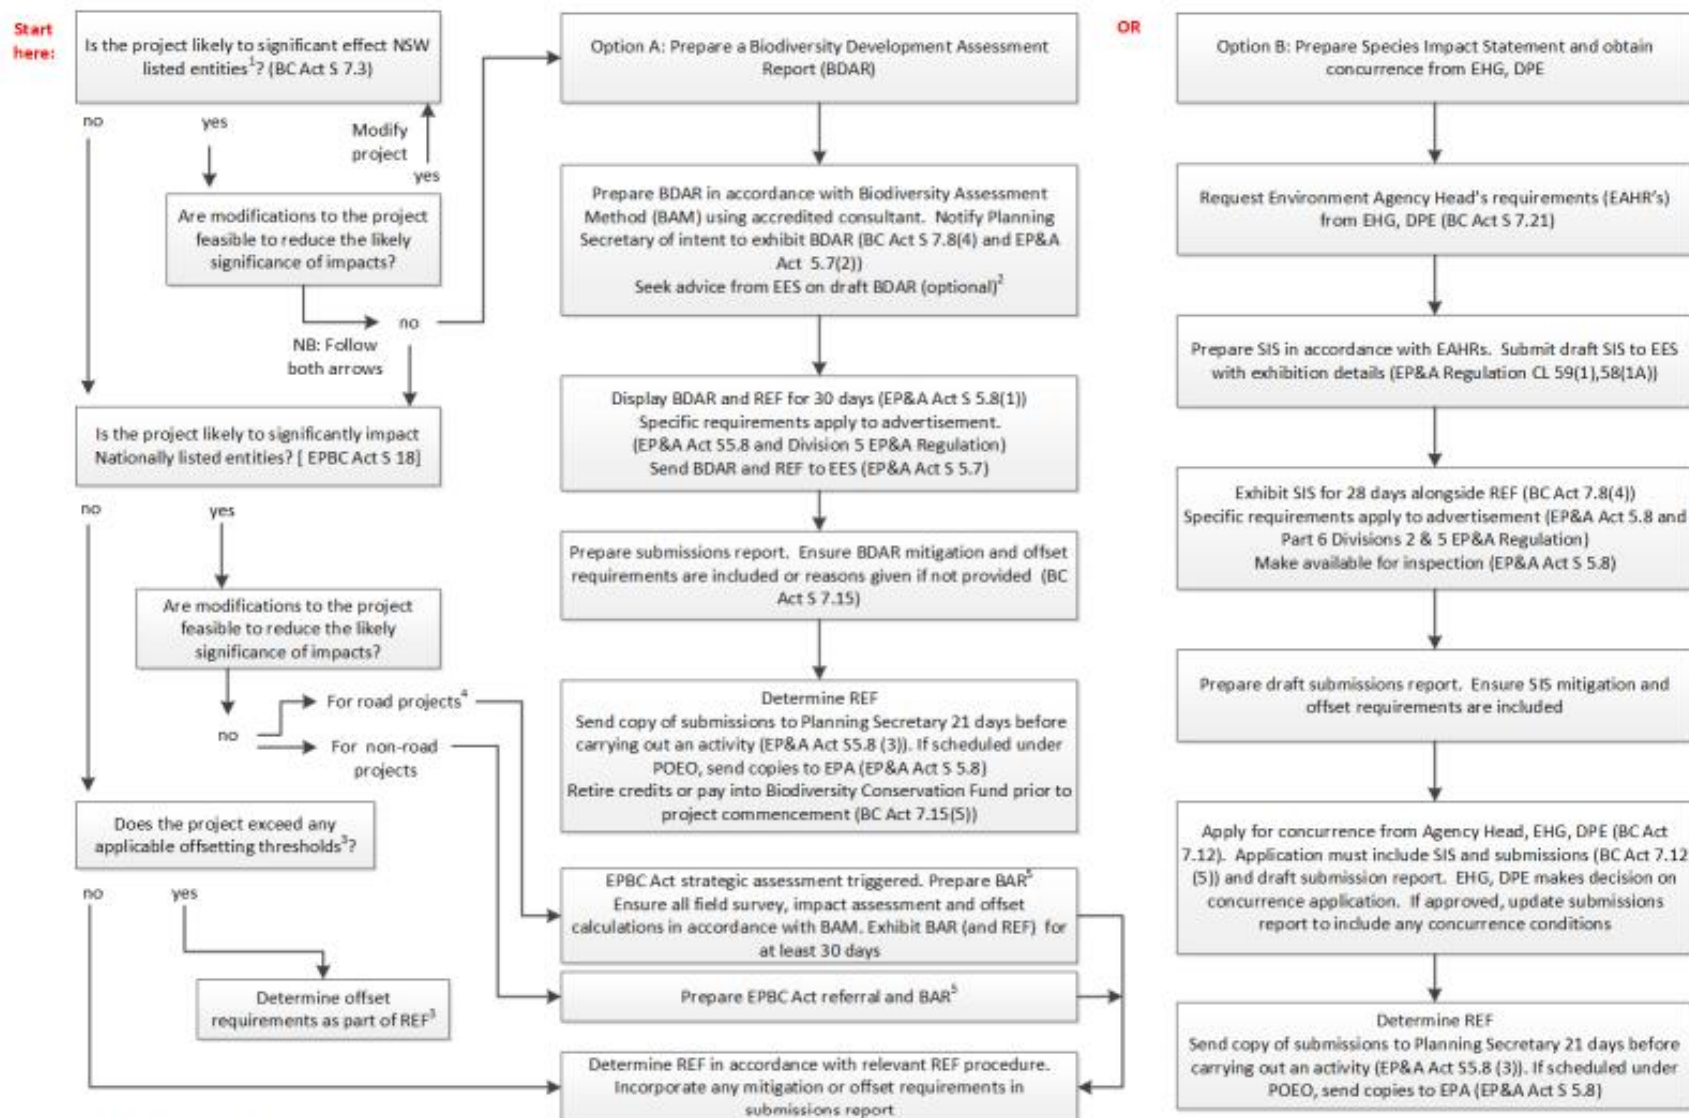 Start
here:
Is the project likely to significant effect NSW
listed entities¹? (BC Act S 7.3)
no
yes
Modify
project
yes
Are modifications to the project
feasible to reduce the likely
significance of impacts?
no
NB: Follow
both arrows
Is the project likely to significantly impact
Nationally listed entities? [ EPBC Act S 18]
no
yes
Are modifications to the project
feasible to reduce the likely
significance of impacts?
no
For road projects⁴
For non-road
projects
Does the project exceed any
applicable offsetting thresholds³?
no
yes
Determine offset
requirements as part of REF³
Option A: Prepare a Biodiversity Development Assessment
Report (BDAR)
Prepare BDAR in accordance with Biodiversity Assessment
Method (BAM) using accredited consultant. Notify Planning
Secretary of intent to exhibit BDAR (BC Act S 7.8(4) and EP&A
Act 5.7(2))
Seek advice from EES on draft BDAR (optional)²
Display BDAR and REF for 30 days (EP&A Act S 5.8(1))
Specific requirements apply to advertisement.
(EP&A Act S5.8 and Division 5 EP&A Regulation)
Send BDAR and REF to EES (EP&A Act S 5.7)
Prepare submissions report. Ensure BDAR mitigation and offset
requirements are included or reasons given if not provided (BC
Act S 7.15)
Determine REF
Send copy of submissions to Planning Secretary 21 days before
carrying out an activity (EP&A Act S5.8 (3)). If scheduled under
POEO, send copies to EPA (EP&A Act S 5.8)
Retire credits or pay into Biodiversity Conservation Fund prior to
project commencement (BC Act 7.15(5))
EPBC Act strategic assessment triggered. Prepare BAR⁵
Ensure all field survey, impact assessment and offset
calculations in accordance with BAM. Exhibit BAR (and REF) for
at least 30 days
Prepare EPBC Act referral and BAR⁵
Determine REF in accordance with relevant REF procedure.
Incorporate any mitigation or offset requirements in
submissions report
OR
Option B: Prepare Species Impact Statement and obtain
concurrence from EHG, DPE
Request Environment Agency Head's requirements (EAHR's)
from EHG, DPE (BC Act S 7.21)
Prepare SIS in accordance with EAHRs. Submit draft SIS to EES
with exhibition details (EP&A Regulation CL 59(1),58(1A))
Exhibit SIS for 28 days alongside REF (BC Act 7.8(4))
Specific requirements apply to advertisement (EP&A Act 5.8 and
Part 6 Divisions 2 & 5 EP&A Regulation)
Make available for inspection (EP&A Act S 5.8)
Prepare draft submissions report. Ensure SIS mitigation and
offset requirements are included
Apply for concurrence from Agency Head, EHG, DPE (BC Act
7.12). Application must include SIS and submissions (BC Act 7.12
(5)) and draft submission report. EHG, DPE makes decision on
concurrence application. If approved, update submissions
report to include any concurrence conditions
Determine REF
Send copy of submissions to Planning Secretary 21 days before
carrying out an activity (EP&A Act S5.8 (3)). If scheduled under
POEO, send copies to EPA (EP&A Act S 5.8)